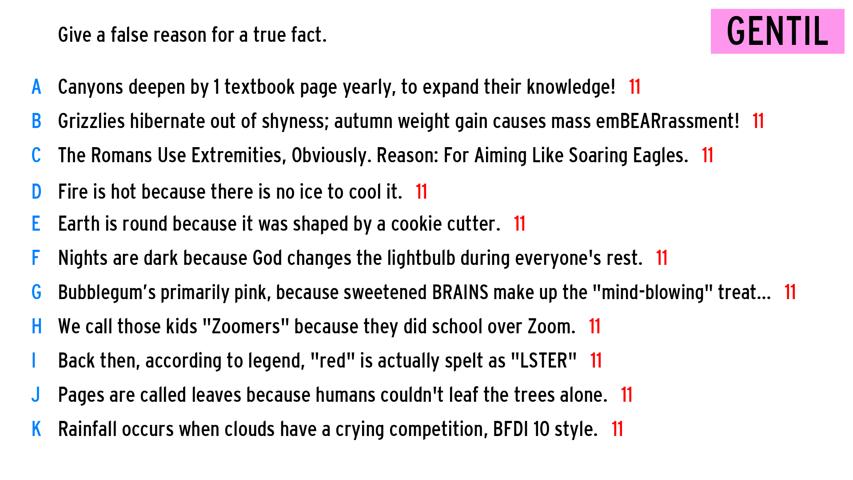 Give a false reason for a true fact.
GENTIL
A Canyons deepen by 1 textbook page yearly, to expand their knowledge! 11
B Grizzlies hibernate out of shyness; autumn weight gain causes mass emBEARrassment! 11
C The Romans Use Extremities, Obviously. Reason: For Aiming Like Soaring Eagles. 11
D Fire is hot because there is no ice to cool it. 11
E Earth is round because it was shaped by a cookie cutter. 11
F Nights are dark because God changes the lightbulb during everyone's rest. 11
G Bubblegum’s primarily pink, because sweetened BRAINS make up the "mind-blowing" treat... 11
H We call those kids "Zoomers" because they did school over Zoom. 11
I Back then, according to legend, "red" is actually spelt as "LSTER" 11
J Pages are called leaves because humans couldn't leaf the trees alone. 11
K Rainfall occurs when clouds have a crying competition, BFDI 10 style. 11